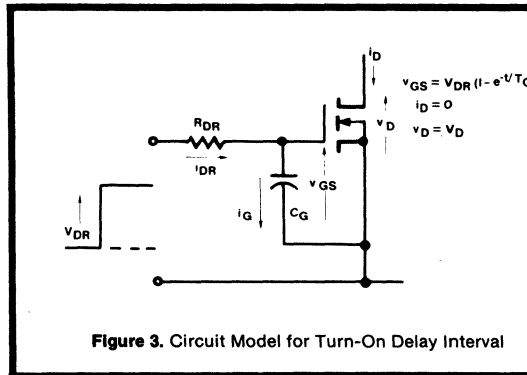 iD
vGS = VDR (1 - e^-t/TG
iD = 0
vD = VD
RDR
vD
iDR
vGS
iG
CG
VDR
Figure 3. Circuit Model for Turn-On Delay Interval